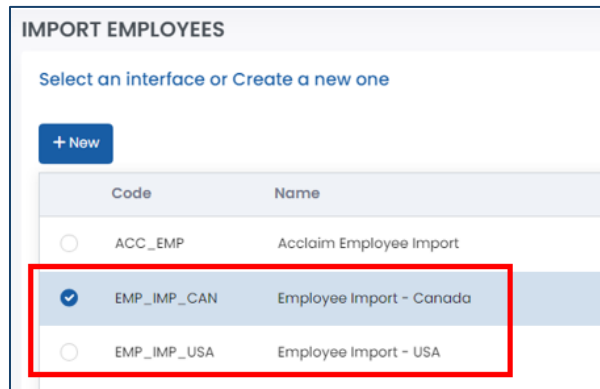 IMPORT EMPLOYEES
Select an interface or Create a new one
+ New
Code Name
ACC_EMP Acclaim Employee Import
EMP_IMP_CAN Employee Import - Canada
EMP_IMP_USA Employee Import - USA